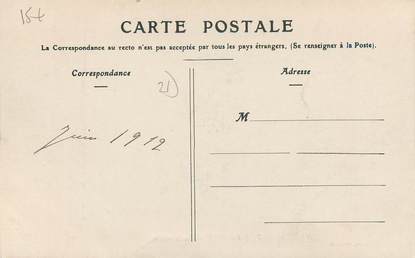 15t
CARTE POSTALE
La Correspondance au recto n'est pas acceptée par tous les pays étrangers. (Se renseigner à la Poste).
Correspondance
Adresse
21)
M
Juin 1912